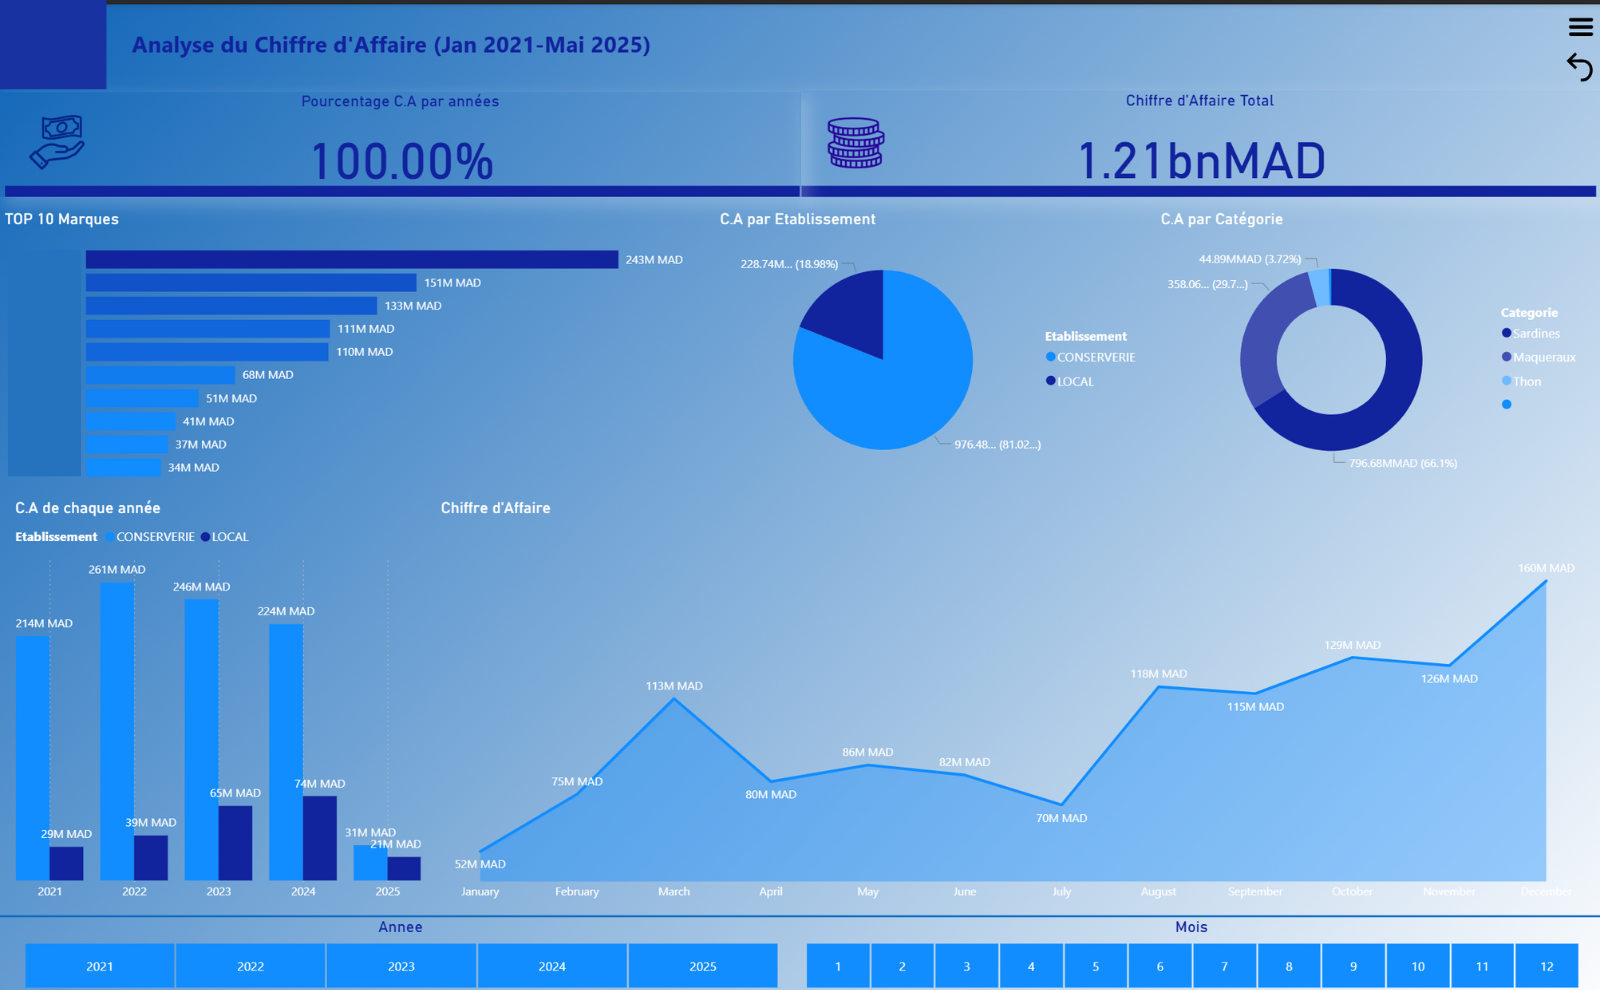 Analyse du Chiffre d'Affaire (Jan 2021-Mai 2025)
Pourcentage C.A par années
100.00%
Chiffre d'Affaire Total
1.21bnMAD
TOP 10 Marques
243M MAD
151M MAD
133M MAD
111M MAD
110M MAD
68M MAD
51M MAD
41M MAD
37M MAD
34M MAD
C.A par Etablissement
228.74M... (18.98%)
976.48... (81.02...)
Etablissement
CONSERVERIE
LOCAL
C.A par Catégorie
44.89MMAD (3.72%)
358.06... (29.7...)
796.68MMAD (66.1%)
Categorie
Sardines
Maqueraux
Thon
C.A de chaque année
Etablissement CONSERVERIE LOCAL
261M MAD
246M MAD
224M MAD
214M MAD
74M MAD
65M MAD
39M MAD
29M MAD
31M MAD
21M MAD
2021 2022 2023 2024 2025
Chiffre d'Affaire
52M MAD
75M MAD
113M MAD
80M MAD
86M MAD
82M MAD
70M MAD
118M MAD
115M MAD
129M MAD
126M MAD
160M MAD
January February March April May June July August September October November December
Annee
2021 2022 2023 2024 2025
Mois
1 2 3 4 5 6 7 8 9 10 11 12